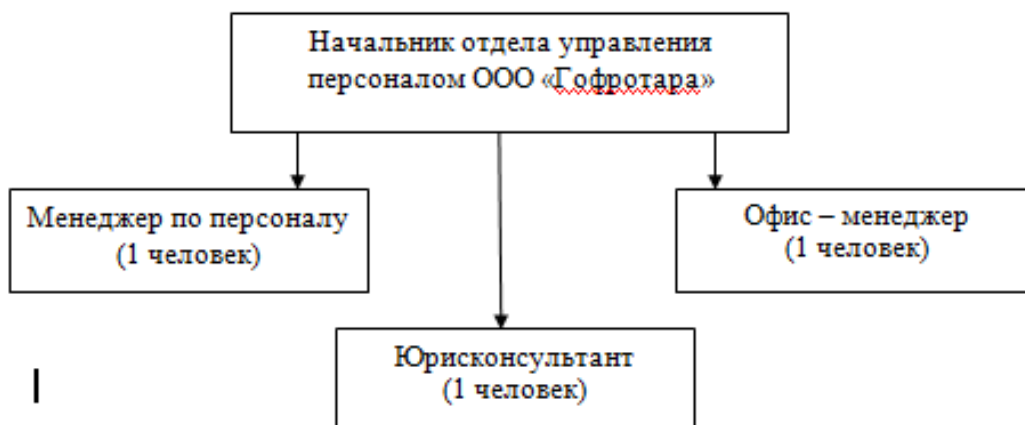 Начальник отдела управления
персоналом ООО «Гофротара»
Менеджер по персоналу
(1 человек)
Офис – менеджер
(1 человек)
Юрисконсультант
(1 человек)